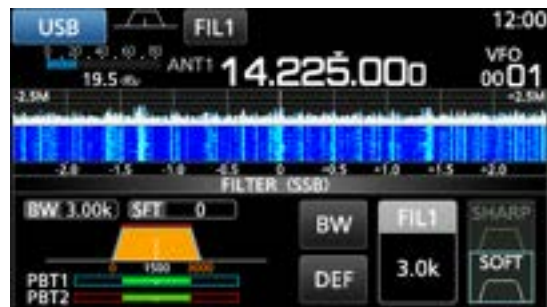 USB FIL1 12:00
ANT1 14.225.000 VFO
19.5 0001
-2.5M +2.5M
-2.0 -1.5 -1.0 -0.5 0 +0.5 +1.0 +1.5 +2.0
FILTER (SSB)
BW 3.00k SFT 0 BW FIL1 SHARP
0 1500 3000
PBT1 DEF 3.0k SOFT
PBT2